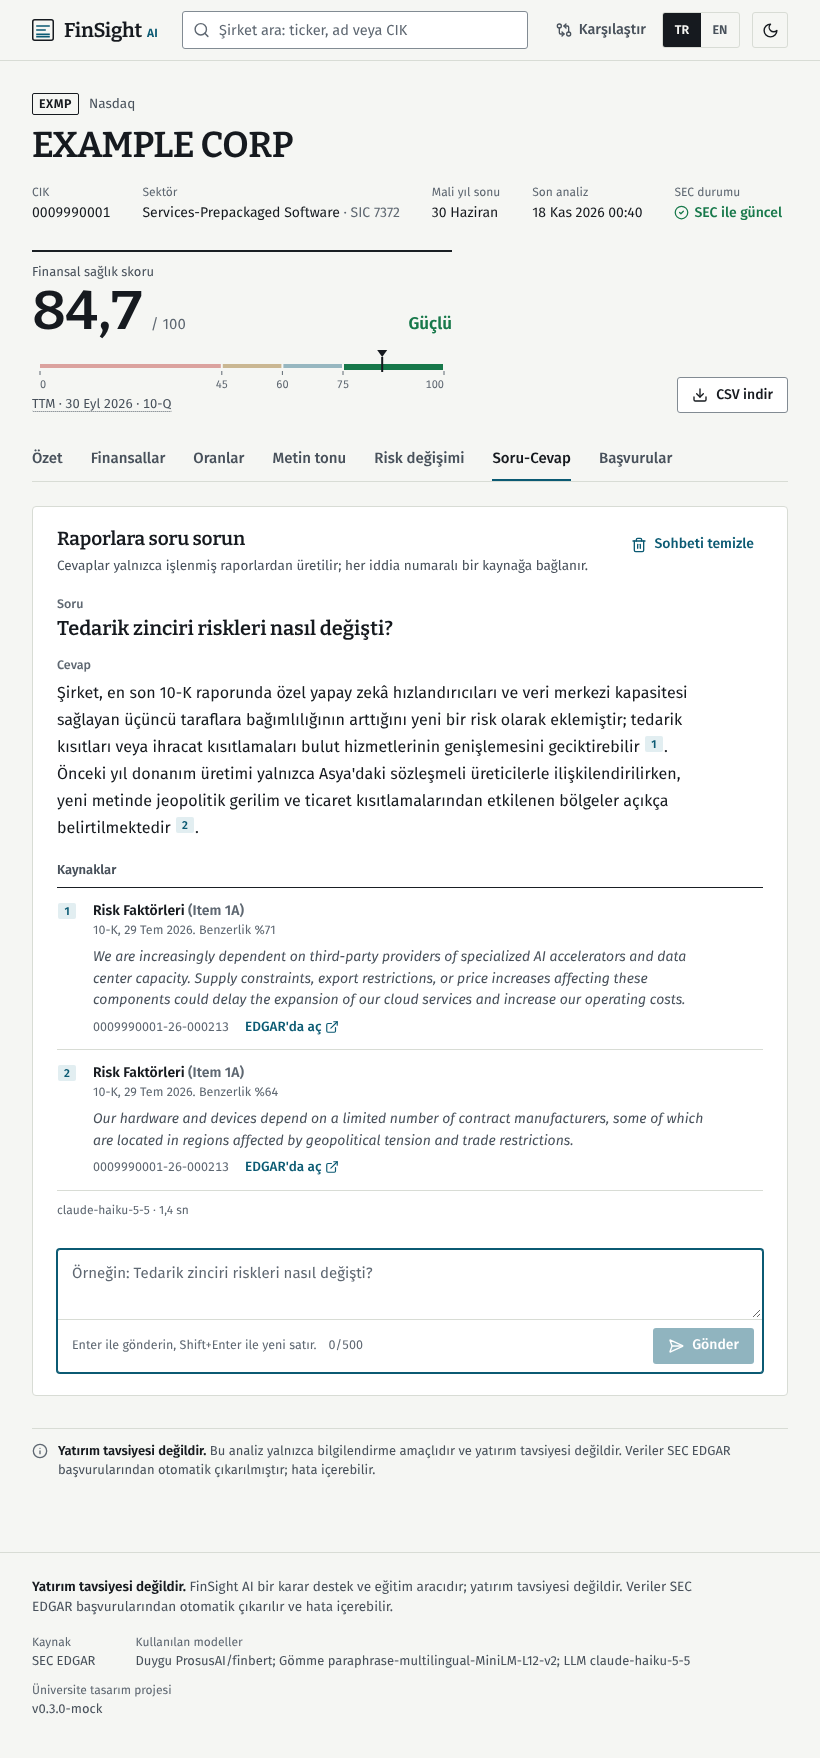 FinSight AI
Şirket ara: ticker, ad veya CIK
Karşılaştır
TR
EN
EXMP
Nasdaq
EXAMPLE CORP
CIK
0009990001
Sektör
Services-Prepackaged Software · SIC 7372
Mali yıl sonu
30 Haziran
Son analiz
18 Kas 2026 00:40
SEC durumu
SEC ile güncel
Finansal sağlık skoru
84,7 / 100
Güçlü
0 45 60 75 100
TTM · 30 Eyl 2026 · 10-Q
CSV indir
Özet
Finansallar
Oranlar
Metin tonu
Risk değişimi
Soru-Cevap
Başvurular
Raporlara soru sorun
Cevaplar yalnızca işlenmiş raporlardan üretilir; her iddia numaralı bir kaynağa bağlanır.
Sohbeti temizle
Soru
Tedarik zinciri riskleri nasıl değişti?
Cevap
Şirket, en son 10-K raporunda özel yapay zekâ hızlandırıcıları ve veri merkezi kapasitesi
sağlayan üçüncü taraflara bağımlılığının arttığını yeni bir risk olarak eklemiştir; tedarik
kısıtları veya ihracat kısıtlamaları bulut hizmetlerinin genişlemesini geciktirebilir 1.
Önceki yıl donanım üretimi yalnızca Asya'daki sözleşmeli üreticilerle ilişkilendirilirken,
yeni metinde jeopolitik gerilim ve ticaret kısıtlamalarından etkilenen bölgeler açıkça
belirtilmektedir 2.
Kaynaklar
1
Risk Faktörleri (Item 1A)
10-K, 29 Tem 2026. Benzerlik %71
We are increasingly dependent on third-party providers of specialized AI accelerators and data
center capacity. Supply constraints, export restrictions, or price increases affecting these
components could delay the expansion of our cloud services and increase our operating costs.
0009990001-26-000213 EDGAR'da aç
2
Risk Faktörleri (Item 1A)
10-K, 29 Tem 2026. Benzerlik %64
Our hardware and devices depend on a limited number of contract manufacturers, some of which
are located in regions affected by geopolitical tension and trade restrictions.
0009990001-26-000213 EDGAR'da aç
claude-haiku-5-5 · 1,4 sn
Örneğin: Tedarik zinciri riskleri nasıl değişti?
Enter ile gönderin, Shift+Enter ile yeni satır. 0/500
Gönder
Yatırım tavsiyesi değildir. Bu analiz yalnızca bilgilendirme amaçlıdır ve yatırım tavsiyesi değildir. Veriler SEC EDGAR
başvurularından otomatik çıkarılmıştır; hata içerebilir.
Yatırım tavsiyesi değildir. FinSight AI bir karar destek ve eğitim aracıdır; yatırım tavsiyesi değildir. Veriler SEC
EDGAR başvurularından otomatik çıkarılır ve hata içerebilir.
Kaynak
SEC EDGAR
Kullanılan modeller
Duygu ProsusAI/finbert; Gömme paraphrase-multilingual-MiniLM-L12-v2; LLM claude-haiku-5-5
Üniversite tasarım projesi
v0.3.0-mock